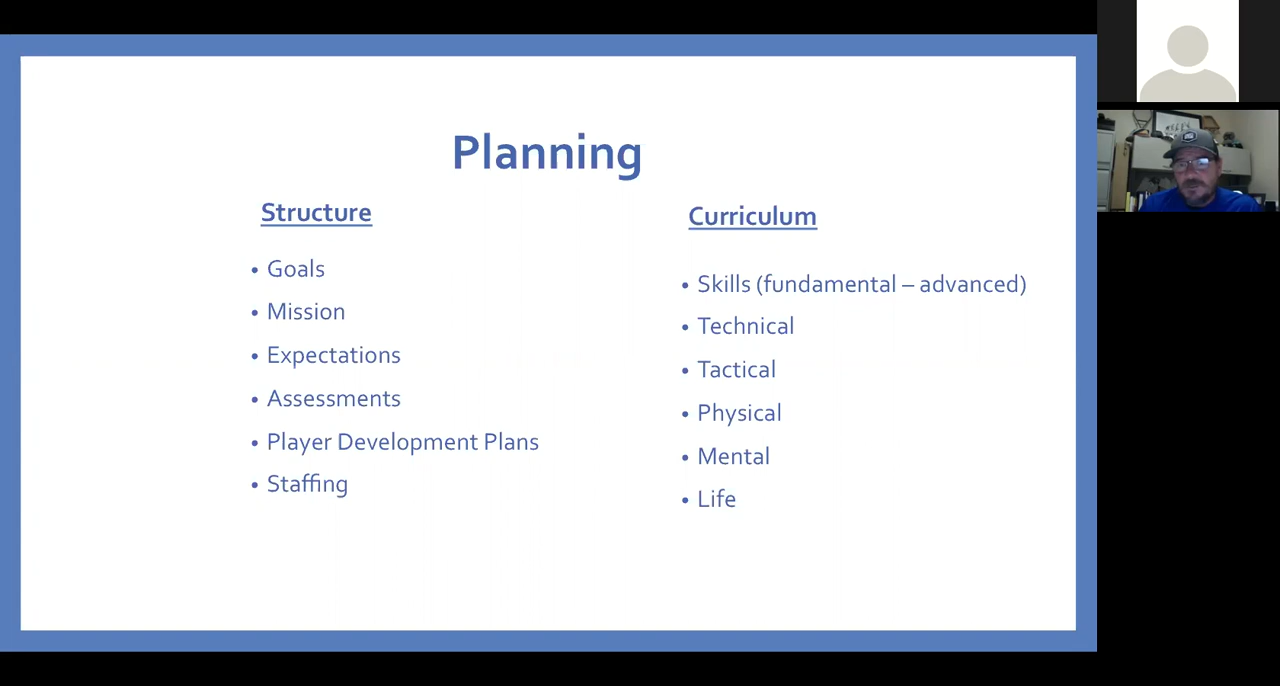 Planning
Structure
• Goals
• Mission
• Expectations
• Assessments
• Player Development Plans
• Staffing
Curriculum
• Skills (fundamental – advanced)
• Technical
• Tactical
• Physical
• Mental
• Life